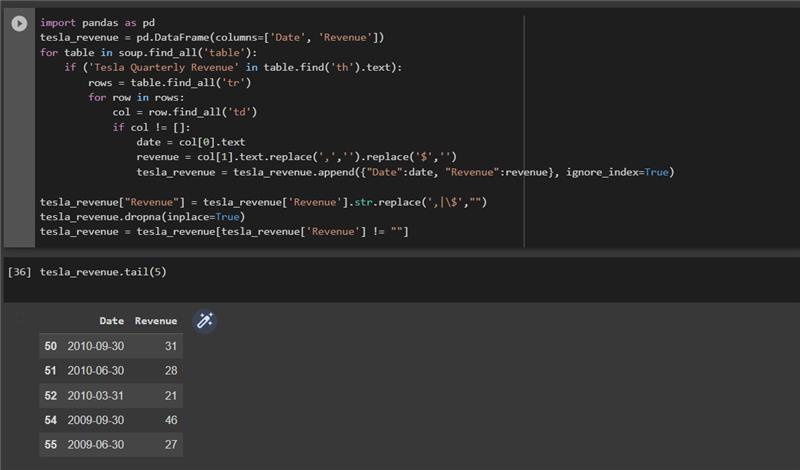 import pandas as pd
tesla_revenue = pd.DataFrame(columns=['Date', 'Revenue'])
for table in soup.find_all('table'):
    if ('Tesla Quarterly Revenue' in table.find('th').text):
        rows = table.find_all('tr')
        for row in rows:
            col = row.find_all('td')
            if col != []:
                date = col[0].text
                revenue = col[1].text.replace(',','').replace('$','')
                tesla_revenue = tesla_revenue.append({"Date":date, "Revenue":revenue}, ignore_index=True)
tesla_revenue["Revenue"] = tesla_revenue['Revenue'].str.replace(',|\$',"")
tesla_revenue.dropna(inplace=True)
tesla_revenue = tesla_revenue[tesla_revenue['Revenue'] != ""]
[36] tesla_revenue.tail(5)
Date Revenue
50 2010-09-30 31
51 2010-06-30 28
52 2010-03-31 21
54 2009-09-30 46
55 2009-06-30 27